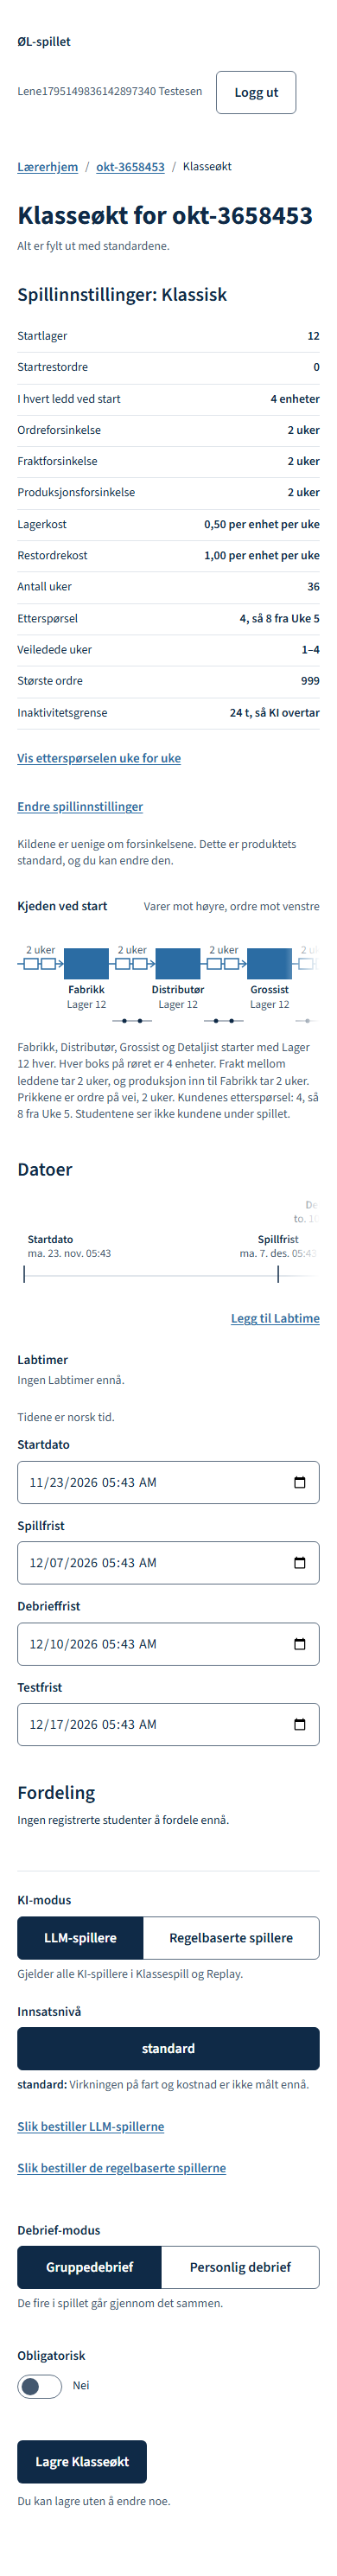 ØL-spillet
Lene1795149836142897340 Testesen
Logg ut
Lærerhjem / okt-3658453 / Klasseøkt
Klasseøkt for okt-3658453
Alt er fylt ut med standardene.
Spillinnstillinger: Klassisk
Startlager 12
Startrestordre 0
I hvert ledd ved start 4 enheter
Ordreforsinkelse 2 uker
Fraktforsinkelse 2 uker
Produksjonsforsinkelse 2 uker
Lagerkost 0,50 per enhet per uke
Restordrekost 1,00 per enhet per uke
Antall uker 36
Etterspørsel 4, så 8 fra Uke 5
Veiledede uker 1–4
Største ordre 999
Inaktivitetsgrense 24 t, så KI overtar
Vis etterspørselen uke for uke
Endre spillinnstillinger
Kildene er uenige om forsinkelsene. Dette er produktets
standard, og du kan endre den.
Kjeden ved start Varer mot høyre, ordre mot venstre
2 uker 2 uker 2 uker 2
Fabrikk Distributør Grossist
Lager 12 Lager 12 Lager 12
Fabrikk, Distributør, Grossist og Detaljist starter med Lager
12 hver. Hver boks på røret er 4 enheter. Frakt mellom
leddene tar 2 uker, og produksjon inn til Fabrikk tar 2 uker.
Prikkene er ordre på vei, 2 uker. Kundenes etterspørsel: 4, så
8 fra Uke 5. Studentene ser ikke kundene under spillet.
Datoer
De
to. 10
Startdato Spillfrist
ma. 23. nov. 05:43 ma. 7. des. 05:43
Legg til Labtime
Labtimer
Ingen Labtimer ennå.
Tidene er norsk tid.
Startdato
11/23/2026 05:43 AM
Spillfrist
12/07/2026 05:43 AM
Debrieffrist
12/10/2026 05:43 AM
Testfrist
12/17/2026 05:43 AM
Fordeling
Ingen registrerte studenter å fordele ennå.
KI-modus
LLM-spillere Regelbaserte spillere
Gjelder alle KI-spillere i Klassespill og Replay.
Innsatsnivå
standard
standard: Virkningen på fart og kostnad er ikke målt ennå.
Slik bestiller LLM-spillerne
Slik bestiller de regelbaserte spillerne
Debrief-modus
Gruppedebrief Personlig debrief
De fire i spillet går gjennom det sammen.
Obligatorisk
Nei
Lagre Klasseøkt
Du kan lagre uten å endre noe.